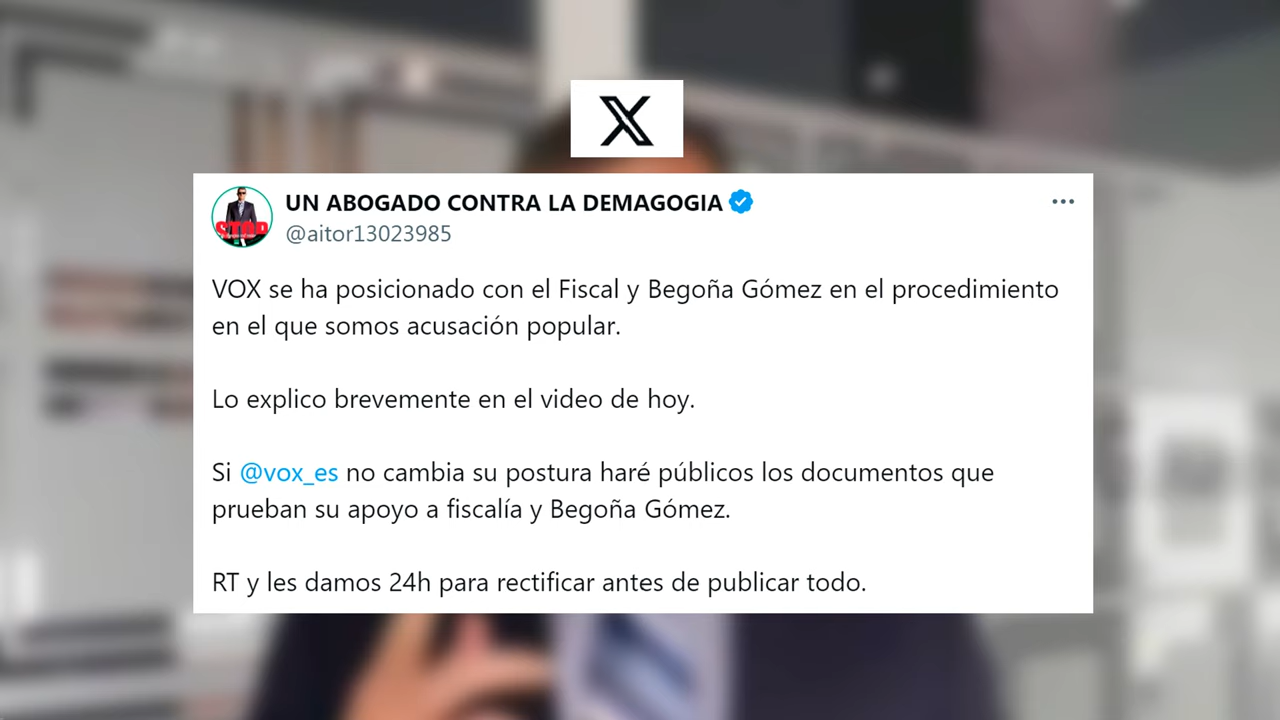 X
UN ABOGADO CONTRA LA DEMAGOGIA
@aitor13023985
STOP
VOX se ha posicionado con el Fiscal y Begoña Gómez en el procedimiento
en el que somos acusación popular.
Lo explico brevemente en el video de hoy.
Si @vox_es no cambia su postura haré públicos los documentos que
prueban su apoyo a fiscalía y Begoña Gómez.
RT y les damos 24h para rectificar antes de publicar todo.